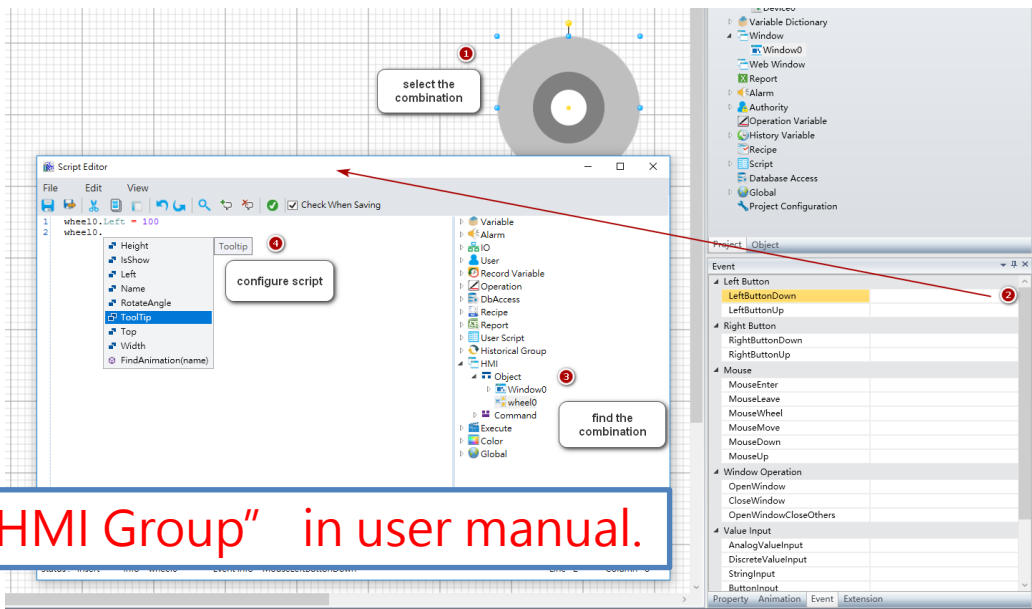 Device0
Variable Dictionary
Window
Window0
Web Window
Report
Alarm
Authority
Operation Variable
History Variable
Recipe
Script
Database Access
Global
Project Configuration
Project Object
1
select the
combination
Script Editor
File Edit View
Check When Saving
1 wheel0.Left = 100
2 wheel0.
Height
IsShow
Left
Name
RotateAngle
ToolTip
Top
Width
FindAnimation(name)
Tooltip
4
configure script
Variable
Alarm
IO
User
Record Variable
Operation
DbAccess
Recipe
Report
User Script
Historical Group
HMI
Object
Window0
wheel0
Command
Execute
Color
Global
3
find the
combination
Event
Left Button
LeftButtonDown
2
LeftButtonUp
Right Button
RightButtonDown
RightButtonUp
Mouse
MouseEnter
MouseLeave
MouseWheel
MouseMove
MouseDown
MouseUp
Window Operation
OpenWindow
CloseWindow
OpenWindowCloseOthers
Value Input
AnalogValueInput
DiscreteValueInput
StringInput
ButtonInput
Property Animation Event Extension
HMI Group” in user manual.